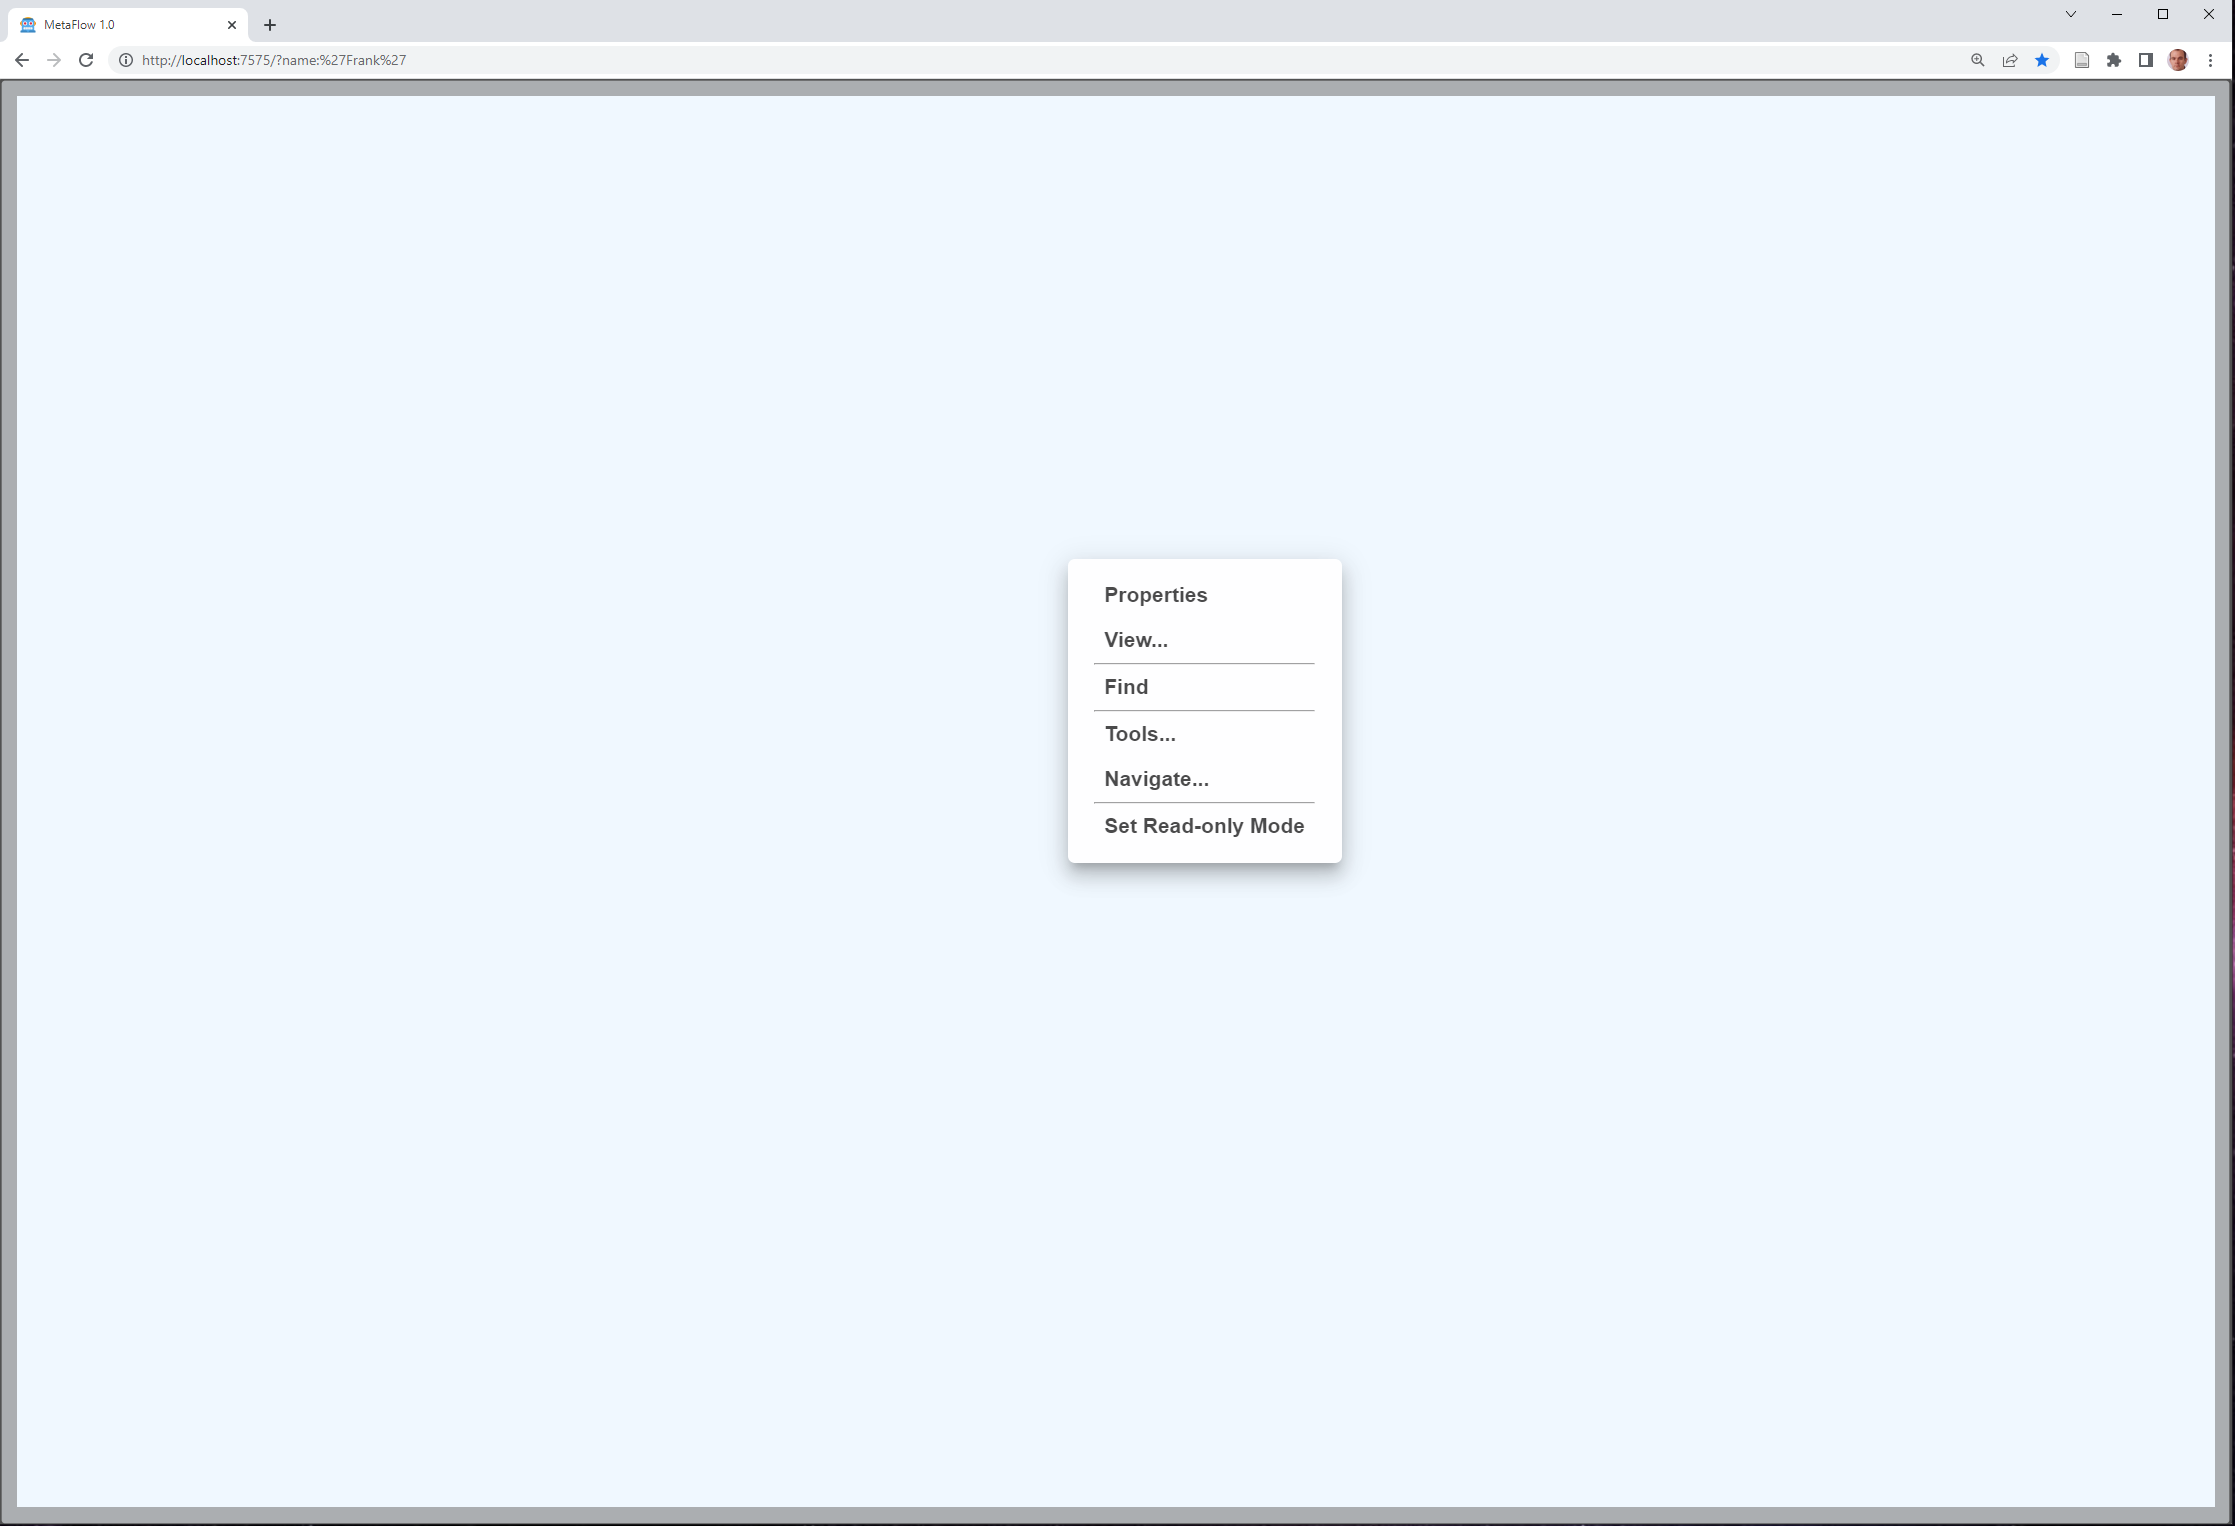 MetaFlow 1.0
http://localhost:7575/?name:%27Frank%27
Properties
View...
Find
Tools...
Navigate...
Set Read-only Mode